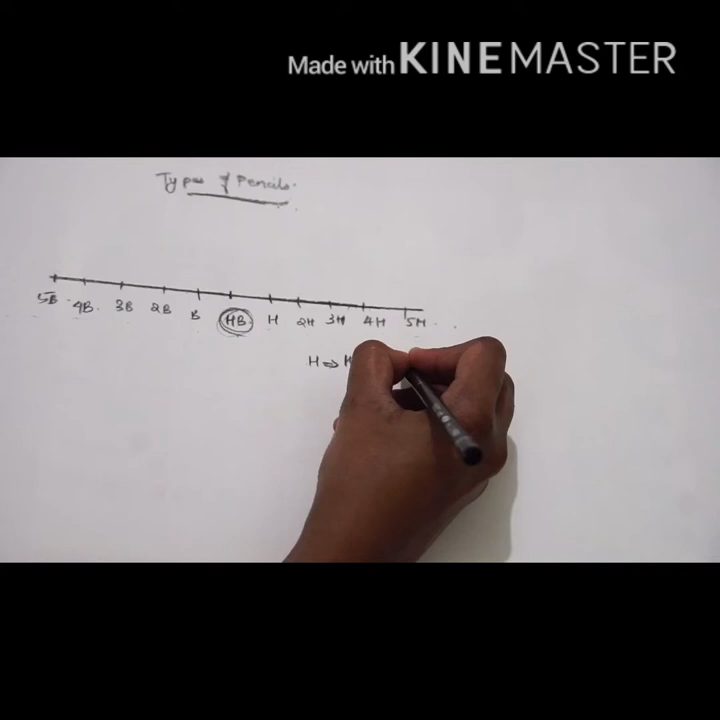 Made with KINEMASTER
Types of Pencils.
5B 4B 3B 2B B HB H 2H 3H 4H 5H
H ⇒ H